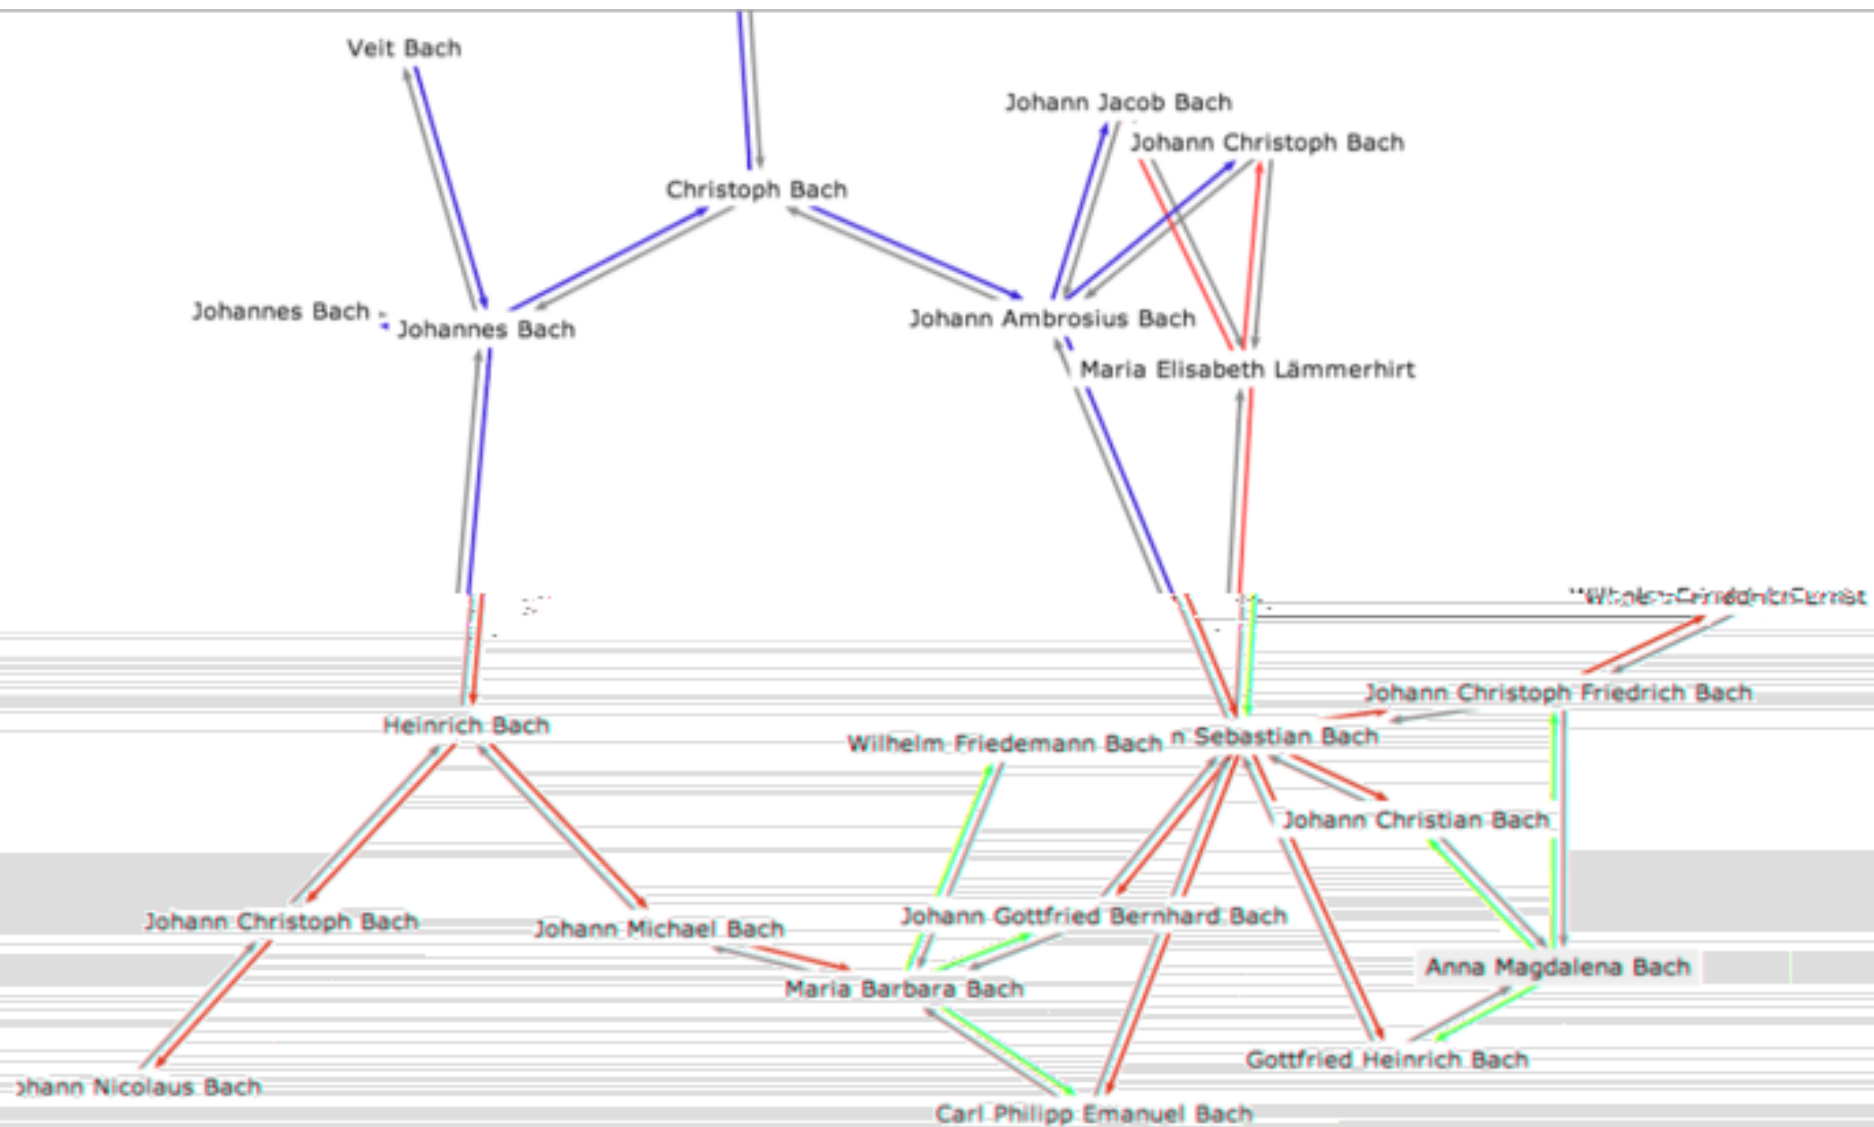 Veit Bach
Johann Jacob Bach
Johann Christoph Bach
Christoph Bach
Johannes Bach
Johannes Bach
Johann Ambrosius Bach
Maria Elisabeth Lämmerhirt
Johann Christoph Friedrich Bach
Heinrich Bach
Wilhelm Friedemann Bach
n Sebastian Bach
Johann Christian Bach
Johann Christoph Bach
Johann Michael Bach
Johann Gottfried Bernhard Bach
Anna Magdalena Bach
Maria Barbara Bach
Gottfried Heinrich Bach
ohann Nicolaus Bach
Carl Philipp Emanuel Bach